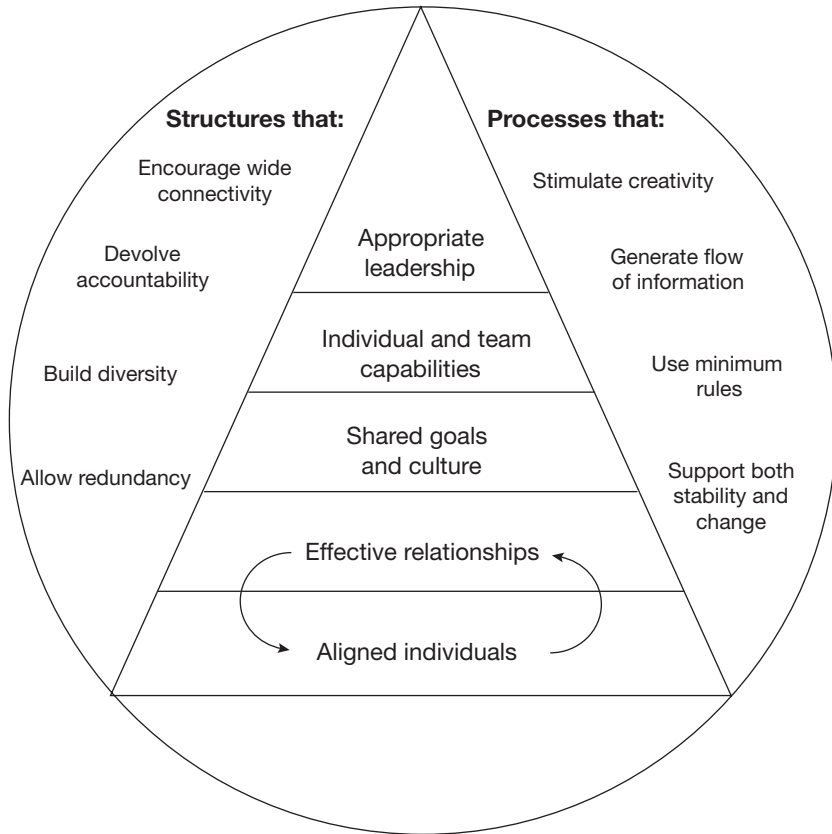 Structures that:
Encourage wide
connectivity
Devolve
accountability
Build diversity
Allow redundancy
Appropriate
leadership
Individual and team
capabilities
Shared goals
and culture
Effective relationships
Aligned individuals
Processes that:
Stimulate creativity
Generate flow
of information
Use minimum
rules
Support both
stability and
change